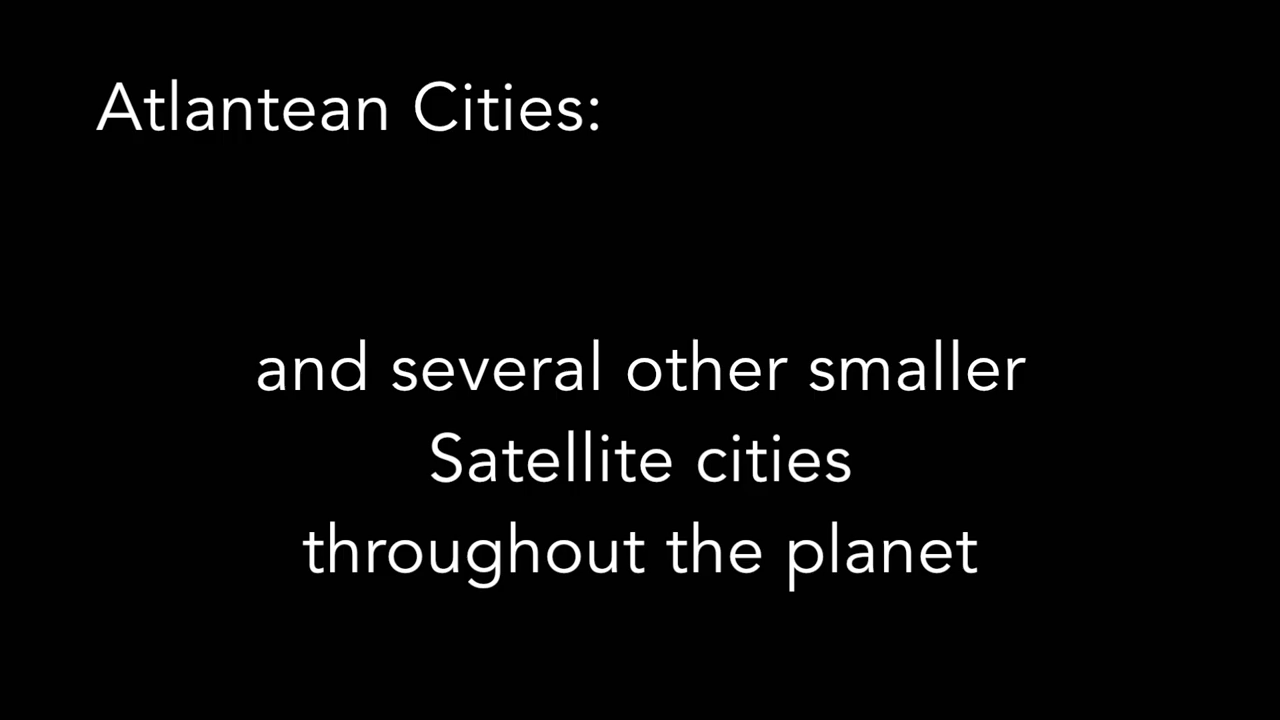 Atlantean Cities:
and several other smaller
Satellite cities
throughout the planet